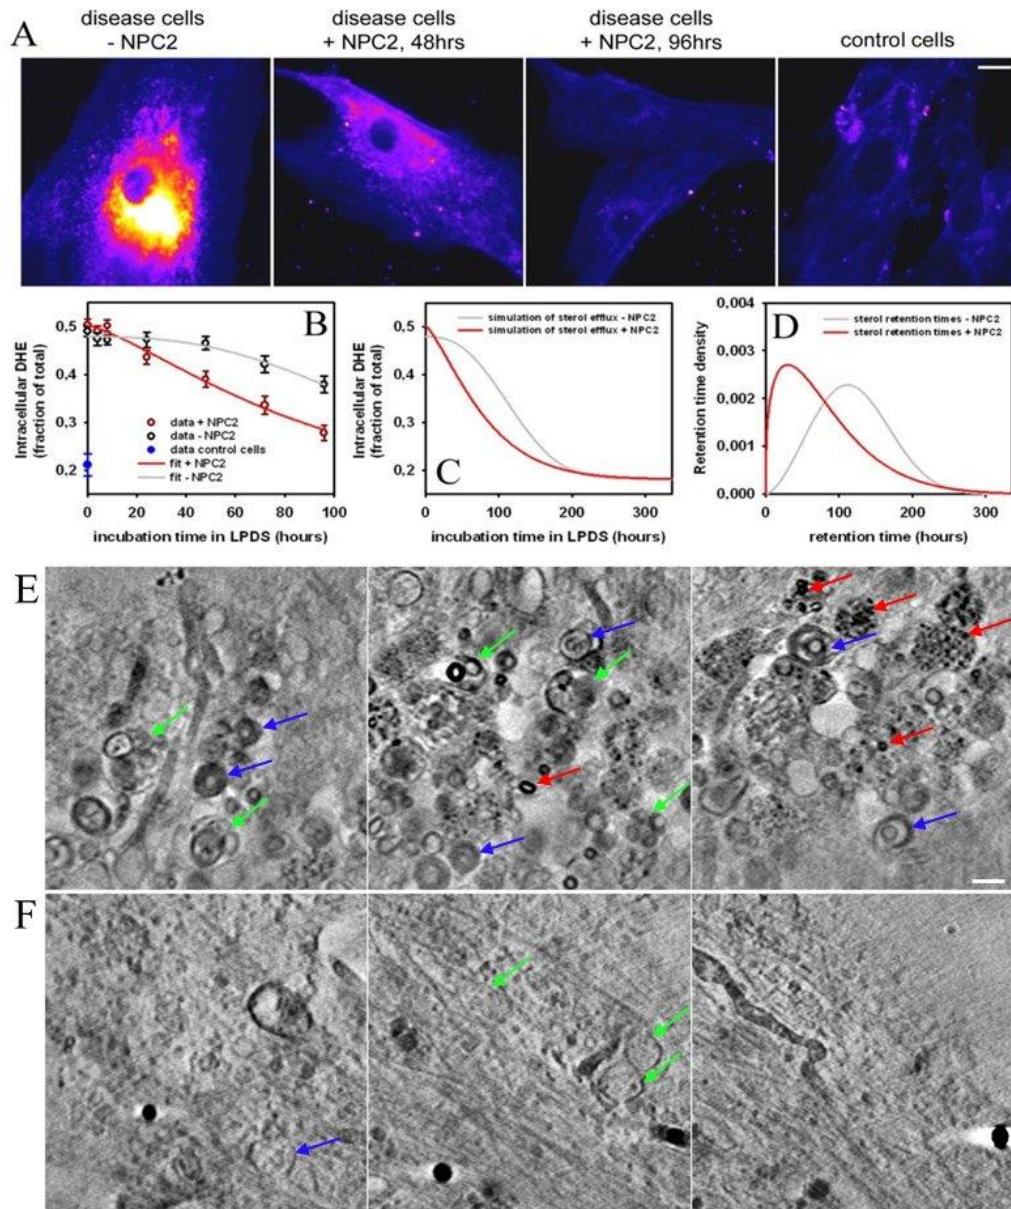 A
disease cells
- NPC2
disease cells
+ NPC2, 48hrs
disease cells
+ NPC2, 96hrs
control cells
B
Intracellular DHE
(fraction of total)
0.5
0.4
0.3
0.2
data + NPC2
data - NPC2
data control cells
fit + NPC2
fit - NPC2
0 20 40 60 80 100
incubation time in LPDS (hours)
C
Intracellular DHE
(fraction of total)
0.5
0.4
0.3
0.2
simulation of sterol efflux - NPC2
simulation of sterol efflux + NPC2
0 100 200 300
incubation time in LPDS (hours)
D
Retention time density
0.004
0.003
0.002
0.001
0.000
sterol retention times - NPC2
sterol retention times + NPC2
0 100 200 300
retention time (hours)
E
F